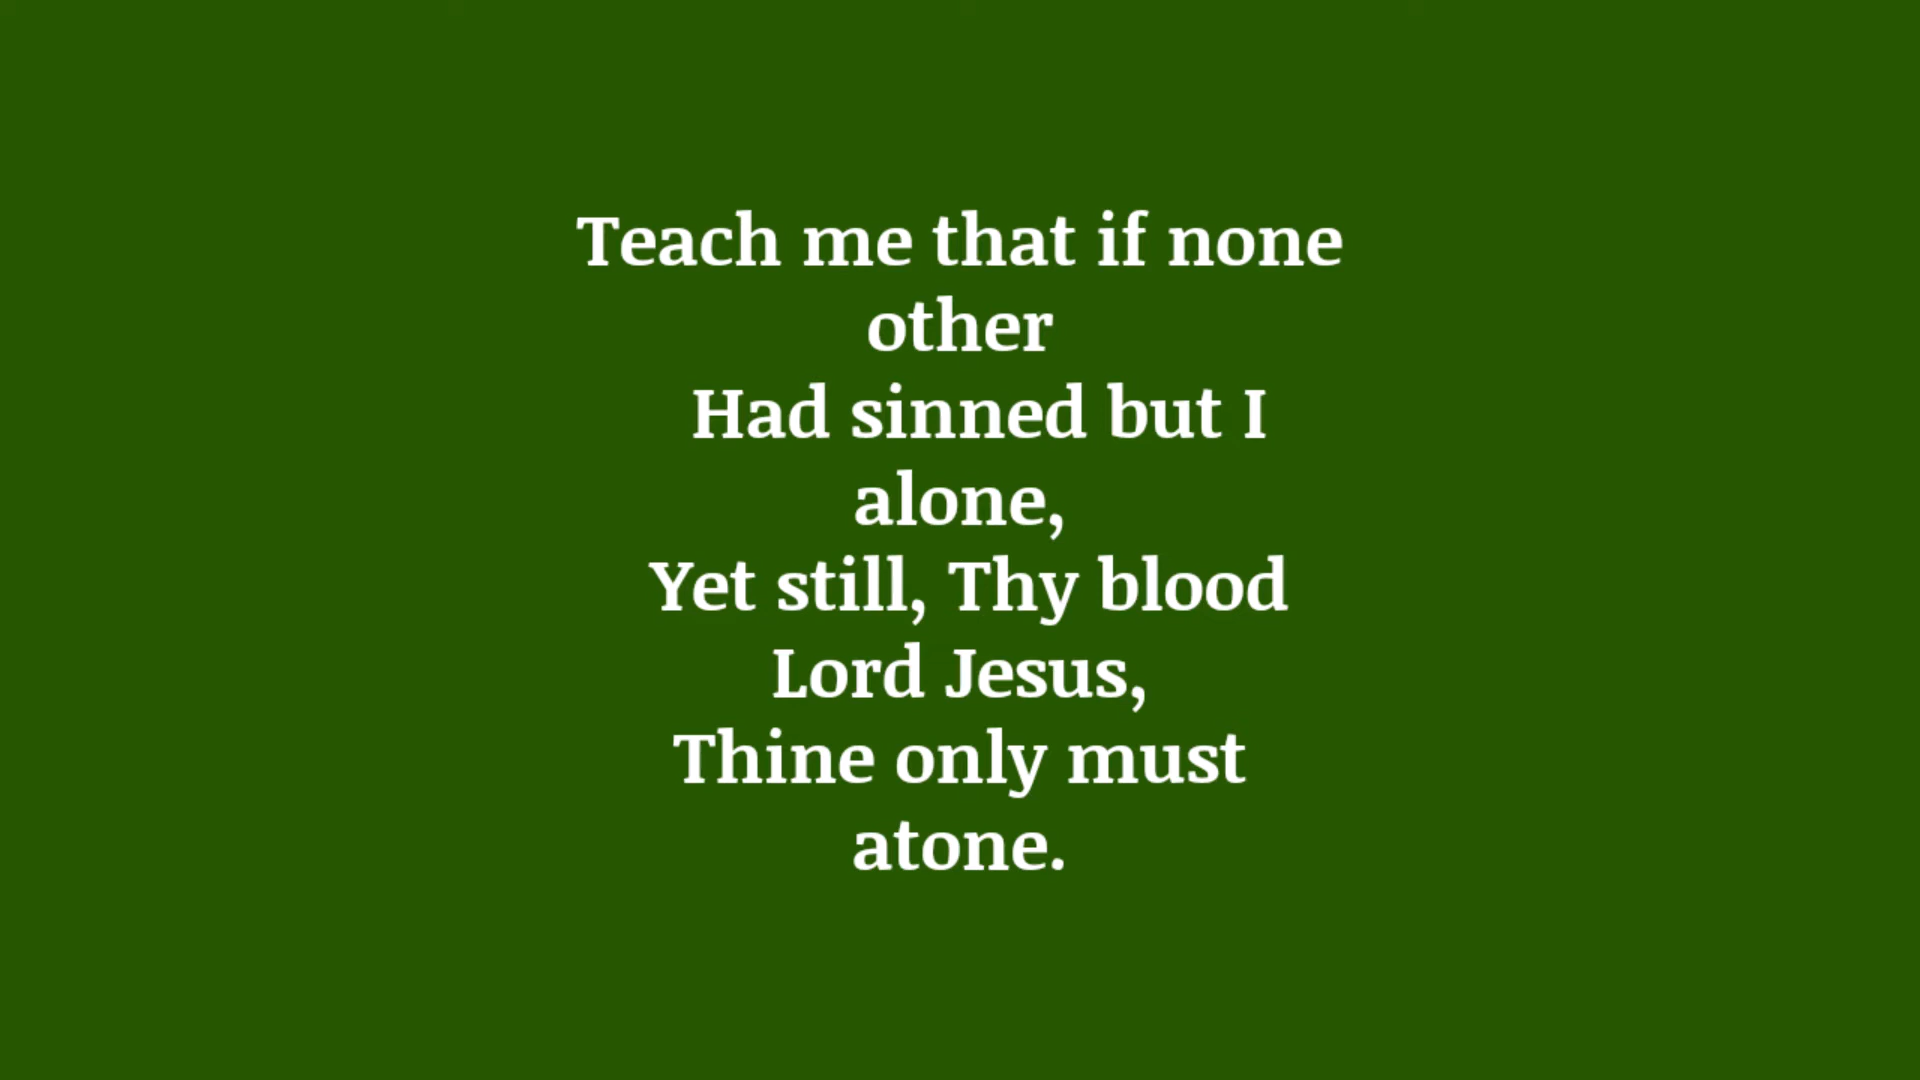 Teach me that if none
other
Had sinned but I
alone,
Yet still, Thy blood
Lord Jesus,
Thine only must
atone.